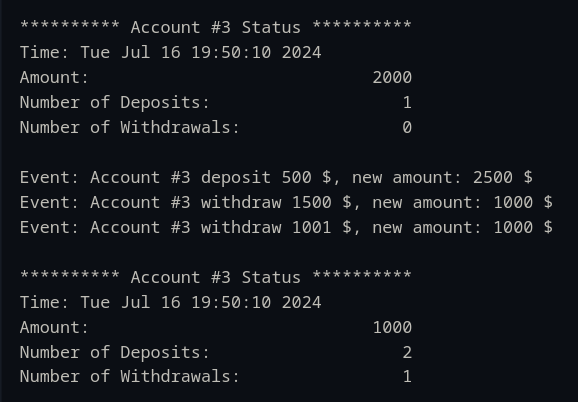 ********** Account #3 Status **********
Time: Tue Jul 16 19:50:10 2024
Amount:                            2000
Number of Deposits:                   1
Number of Withdrawals:                0
Event: Account #3 deposit 500 $, new amount: 2500 $
Event: Account #3 withdraw 1500 $, new amount: 1000 $
Event: Account #3 withdraw 1001 $, new amount: 1000 $
********** Account #3 Status **********
Time: Tue Jul 16 19:50:10 2024
Amount:                            1000
Number of Deposits:                   2
Number of Withdrawals:                1